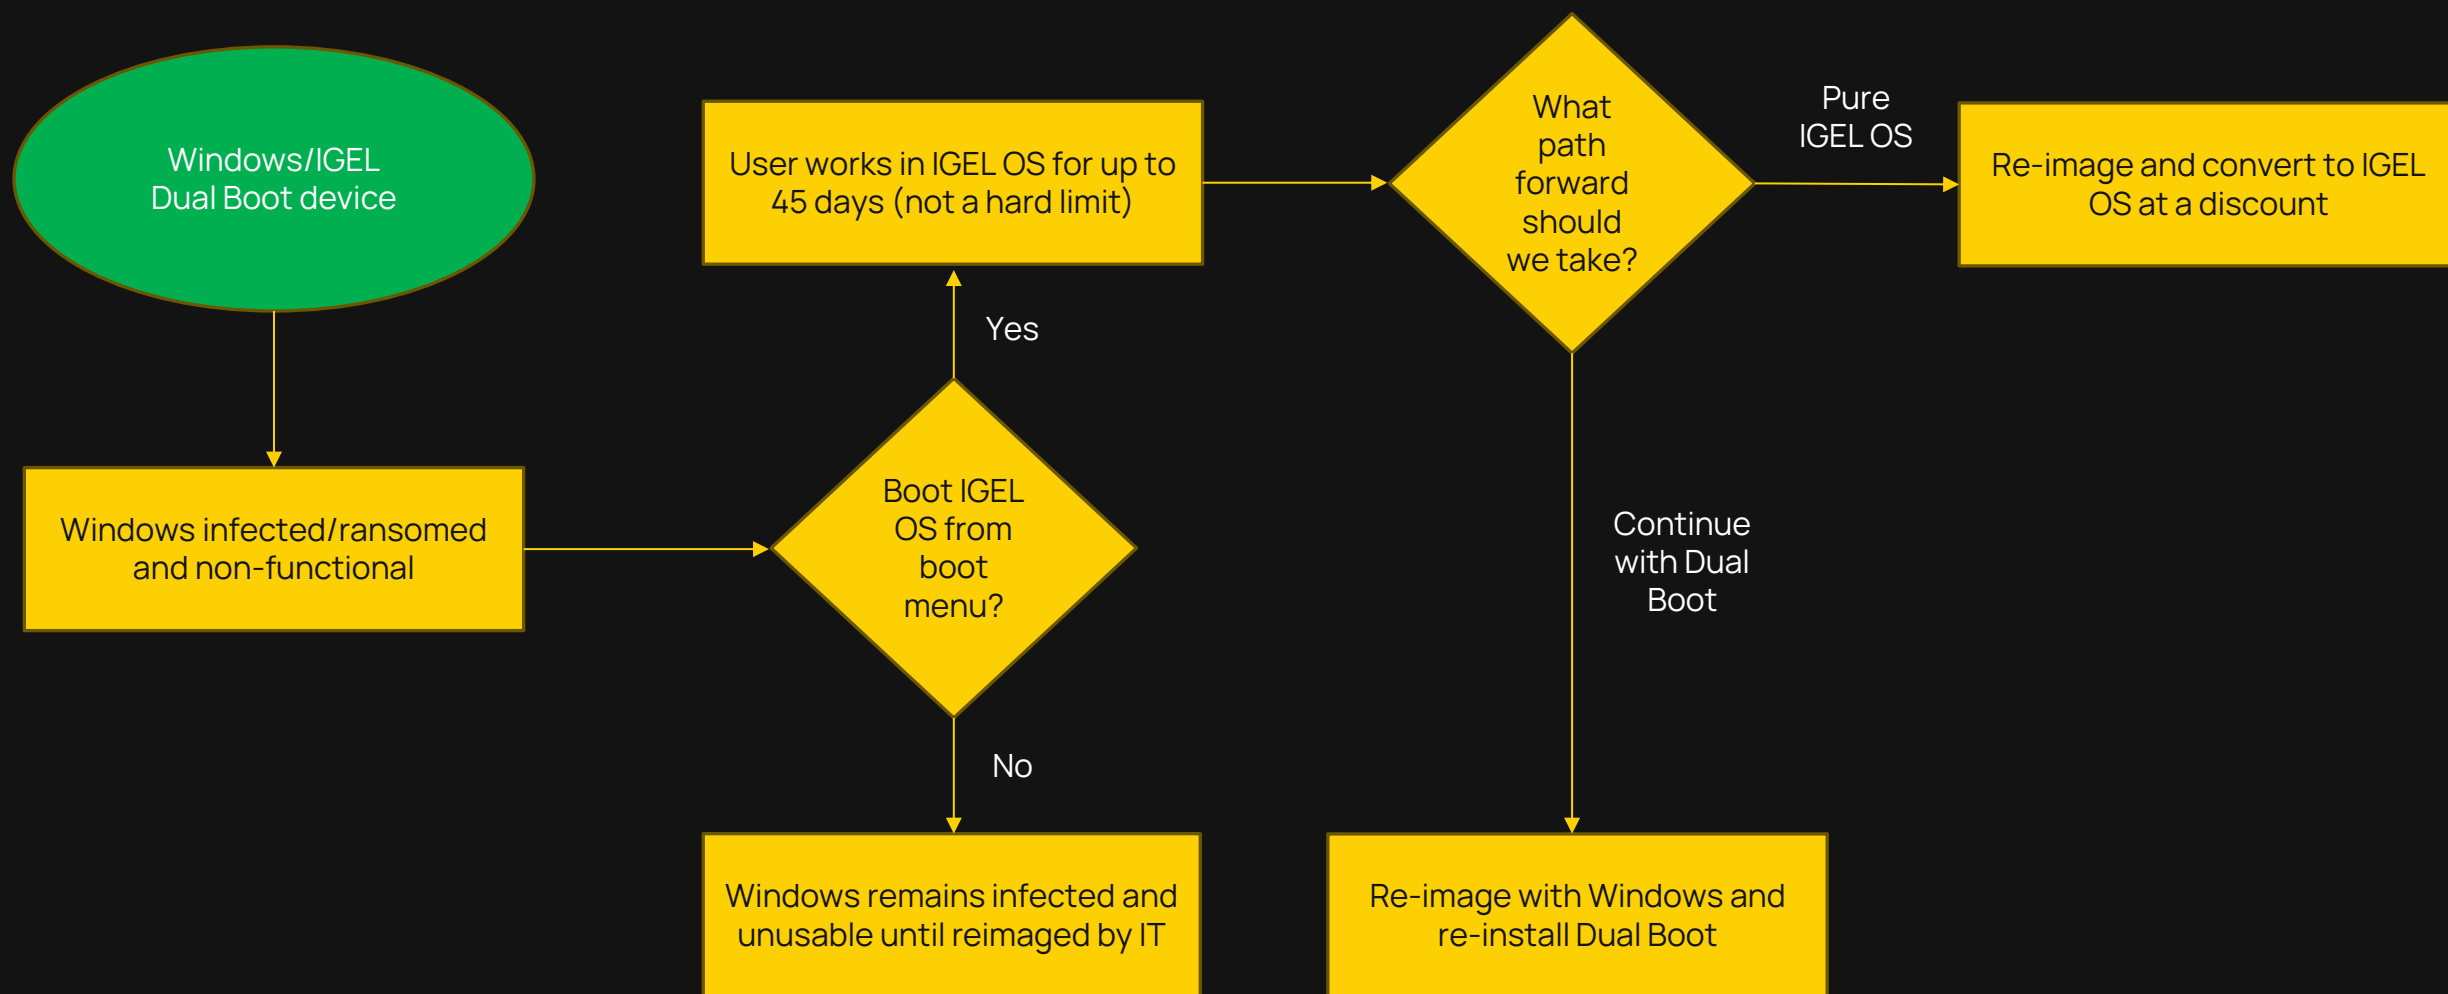 Windows/IGEL
Dual Boot device
Windows infected/ransomed
and non-functional
Boot IGEL
OS from
boot
menu?
Yes
User works in IGEL OS for up to
45 days (not a hard limit)
No
Windows remains infected and
unusable until reimaged by IT
What
path
forward
should
we take?
Pure
IGEL OS
Re-image and convert to IGEL
OS at a discount
Continue
with Dual
Boot
Re-image with Windows and
re-install Dual Boot